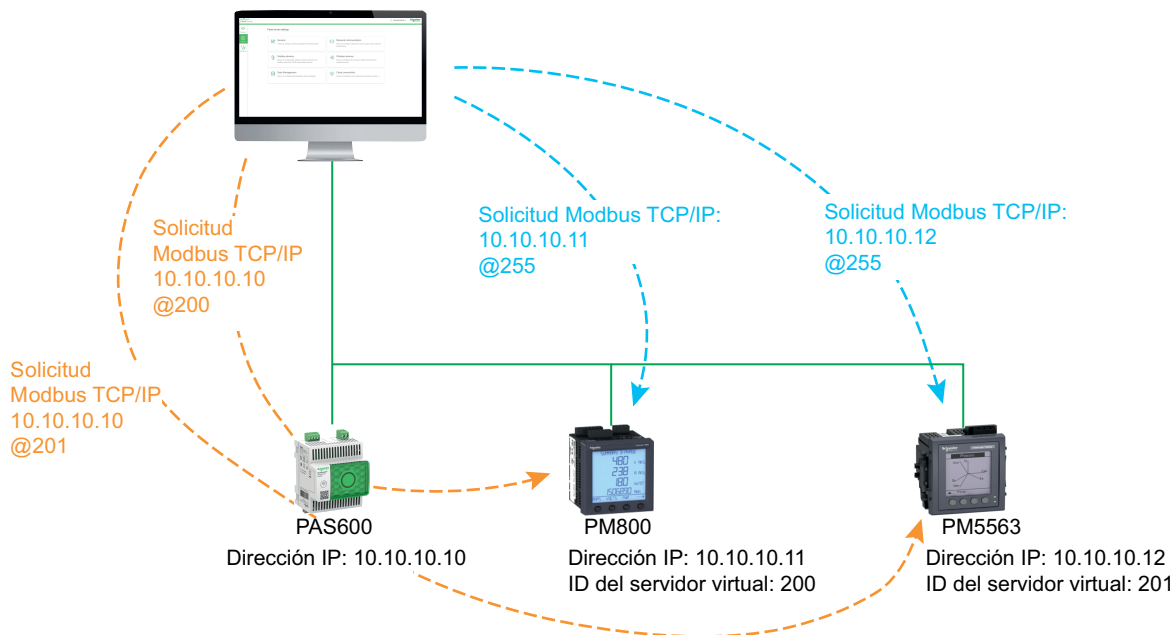 Solicitud Modbus TCP/IP:
10.10.10.11
@255
Solicitud Modbus TCP/IP:
10.10.10.12
@255
Solicitud
Modbus TCP/IP
10.10.10.10
@200
Solicitud
Modbus TCP/IP
10.10.10.10
@201
PAS600
Dirección IP: 10.10.10.10
PM800
Dirección IP: 10.10.10.11
ID del servidor virtual: 200
PM5563
Dirección IP: 10.10.10.12
ID del servidor virtual: 201